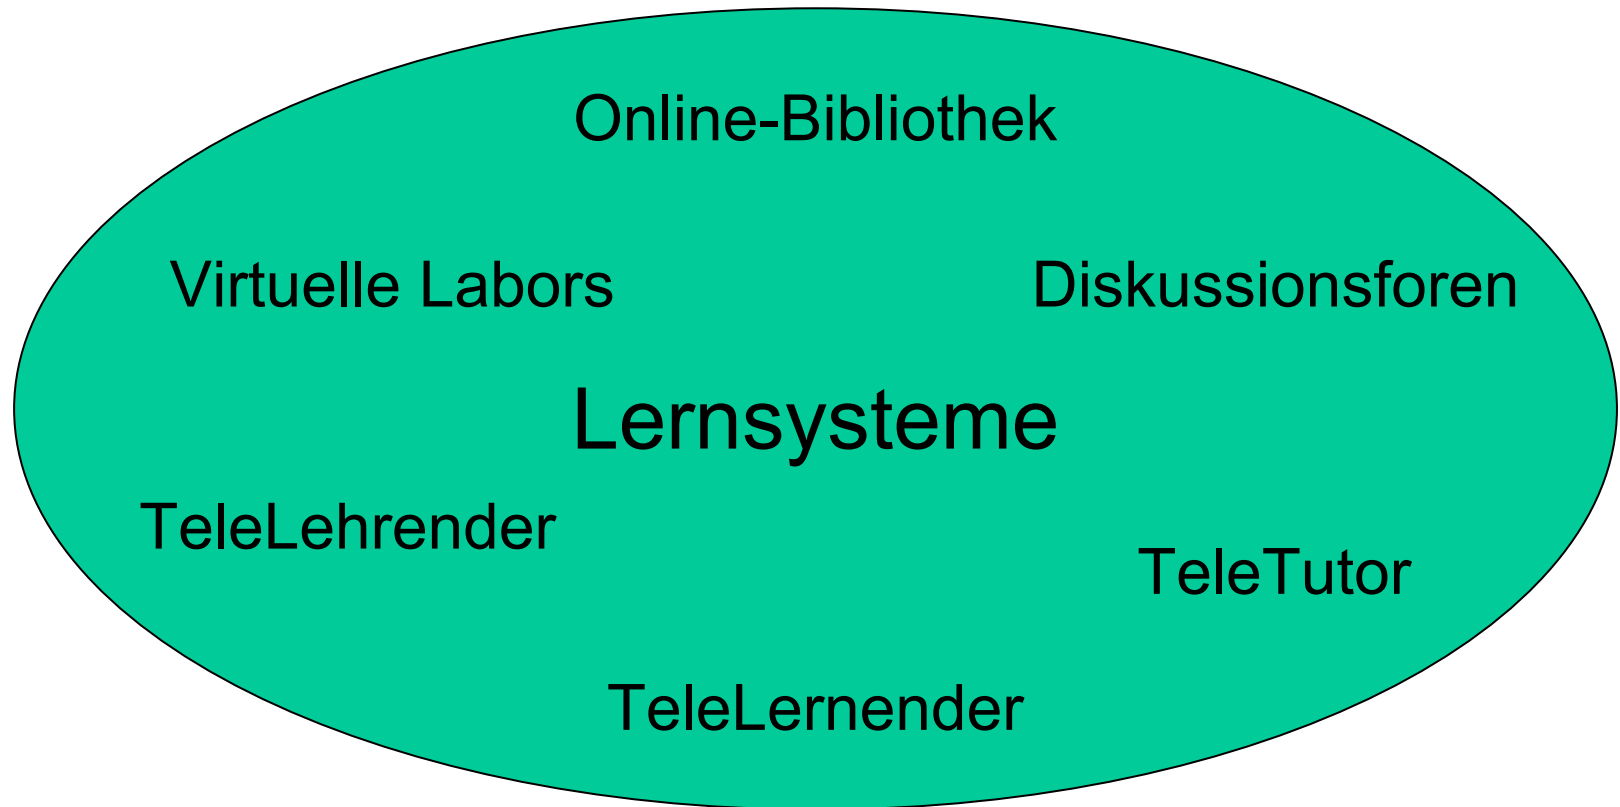 Online-Bibliothek
Virtuelle Labors
Diskussionsforen
Lernsysteme
TeleLehrender
TeleTutor
TeleLernender